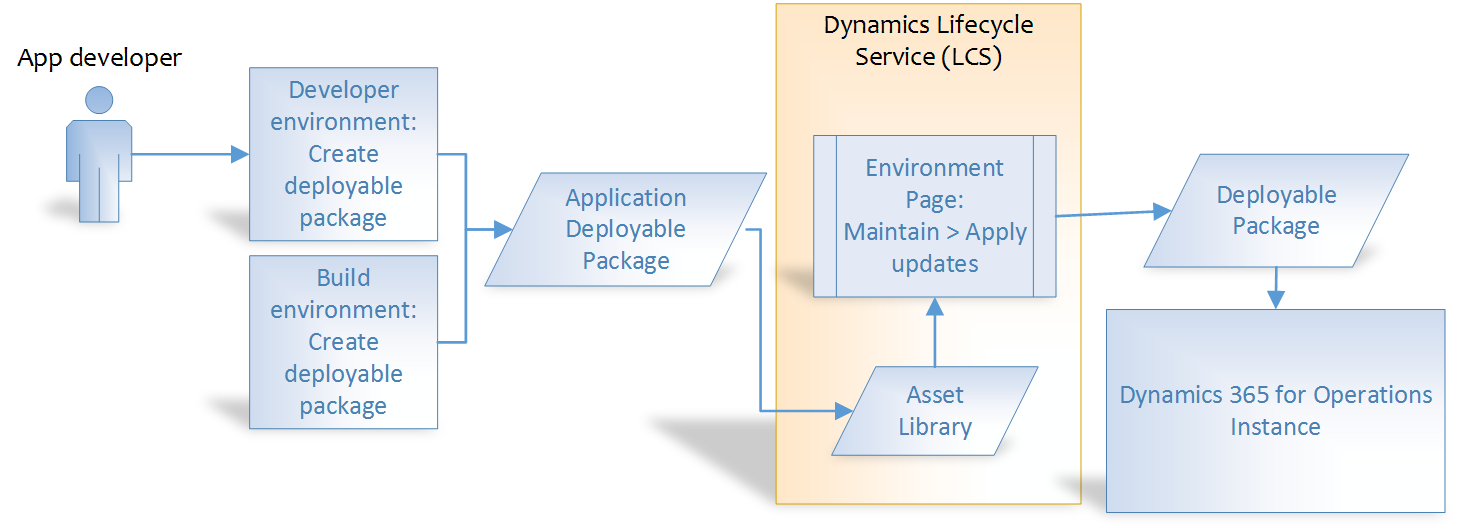 App developer
Developer
environment:
Create
deployable
package
Build
environment:
Create
deployable
package
Application
Deployable
Package
Dynamics Lifecycle
Service (LCS)
Environment
Page:
Maintain > Apply
updates
Asset
Library
Deployable
Package
Dynamics 365 for Operations
Instance